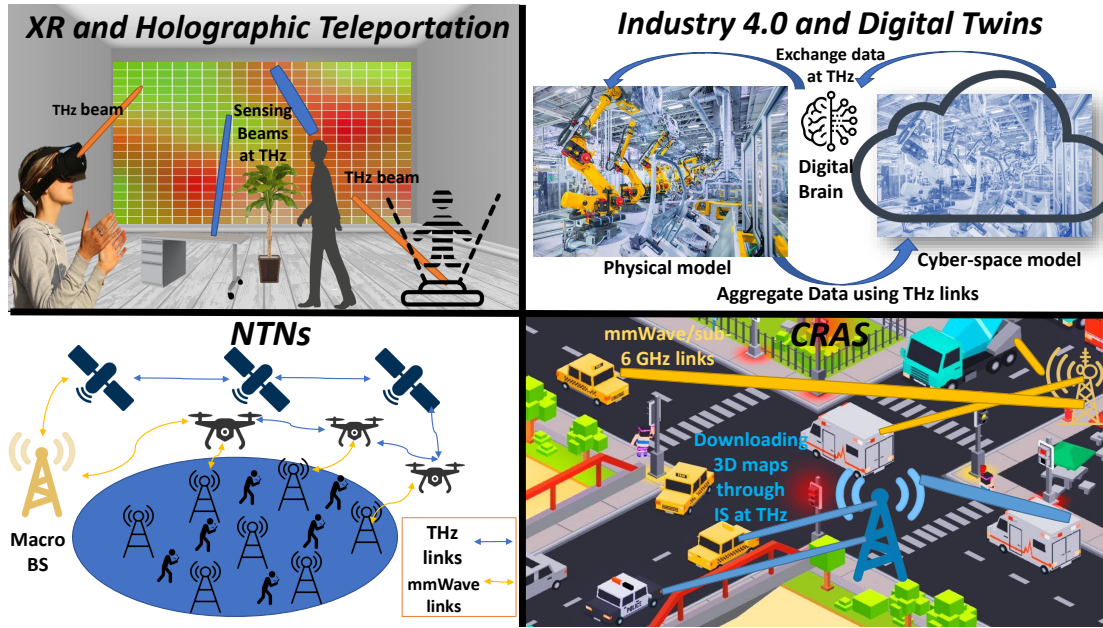 XR and Holographic Teleportation
THz beam
Sensing
Beams
at THz
THz beam
Industry 4.0 and Digital Twins
Exchange data
at THz
Digital
Brain
Physical model
Cyber-space model
Aggregate Data using THz links
NTNs
Macro
BS
THz
links
mmWave
links
CRAS
mmWave/sub-
6 GHz links
Downloading
3D maps
through
IS at THz
POLICE